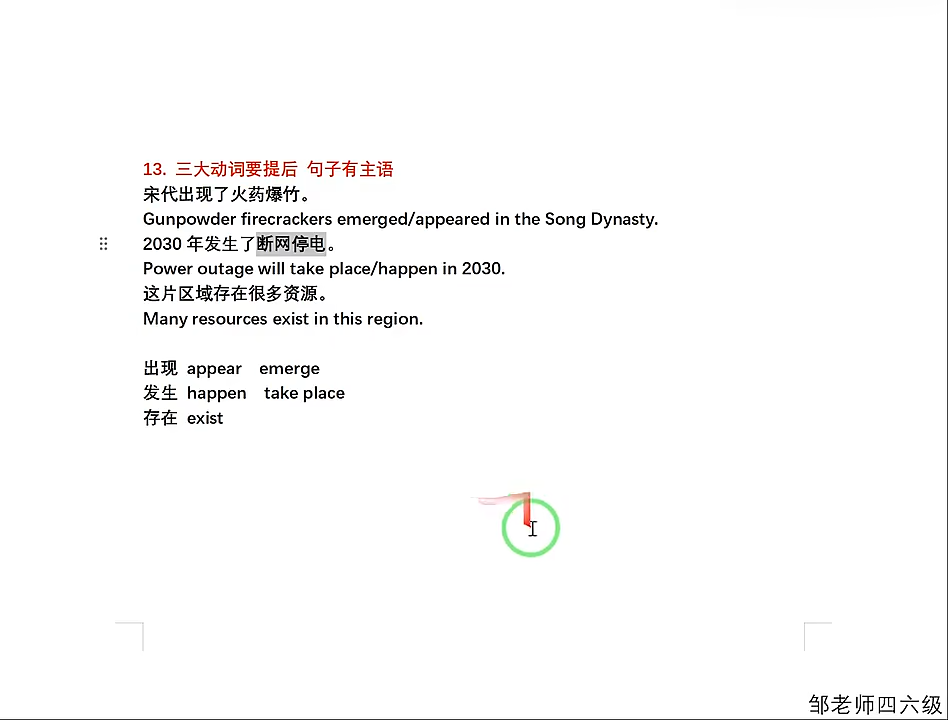 13. 三大动词要提后 句子有主语
宋代出现了火药爆竹。
Gunpowder firecrackers emerged/appeared in the Song Dynasty.
2030 年发生了断网停电。
Power outage will take place/happen in 2030.
这片区域存在很多资源。
Many resources exist in this region.
出现 appear emerge
发生 happen take place
存在 exist
邹老师四六级